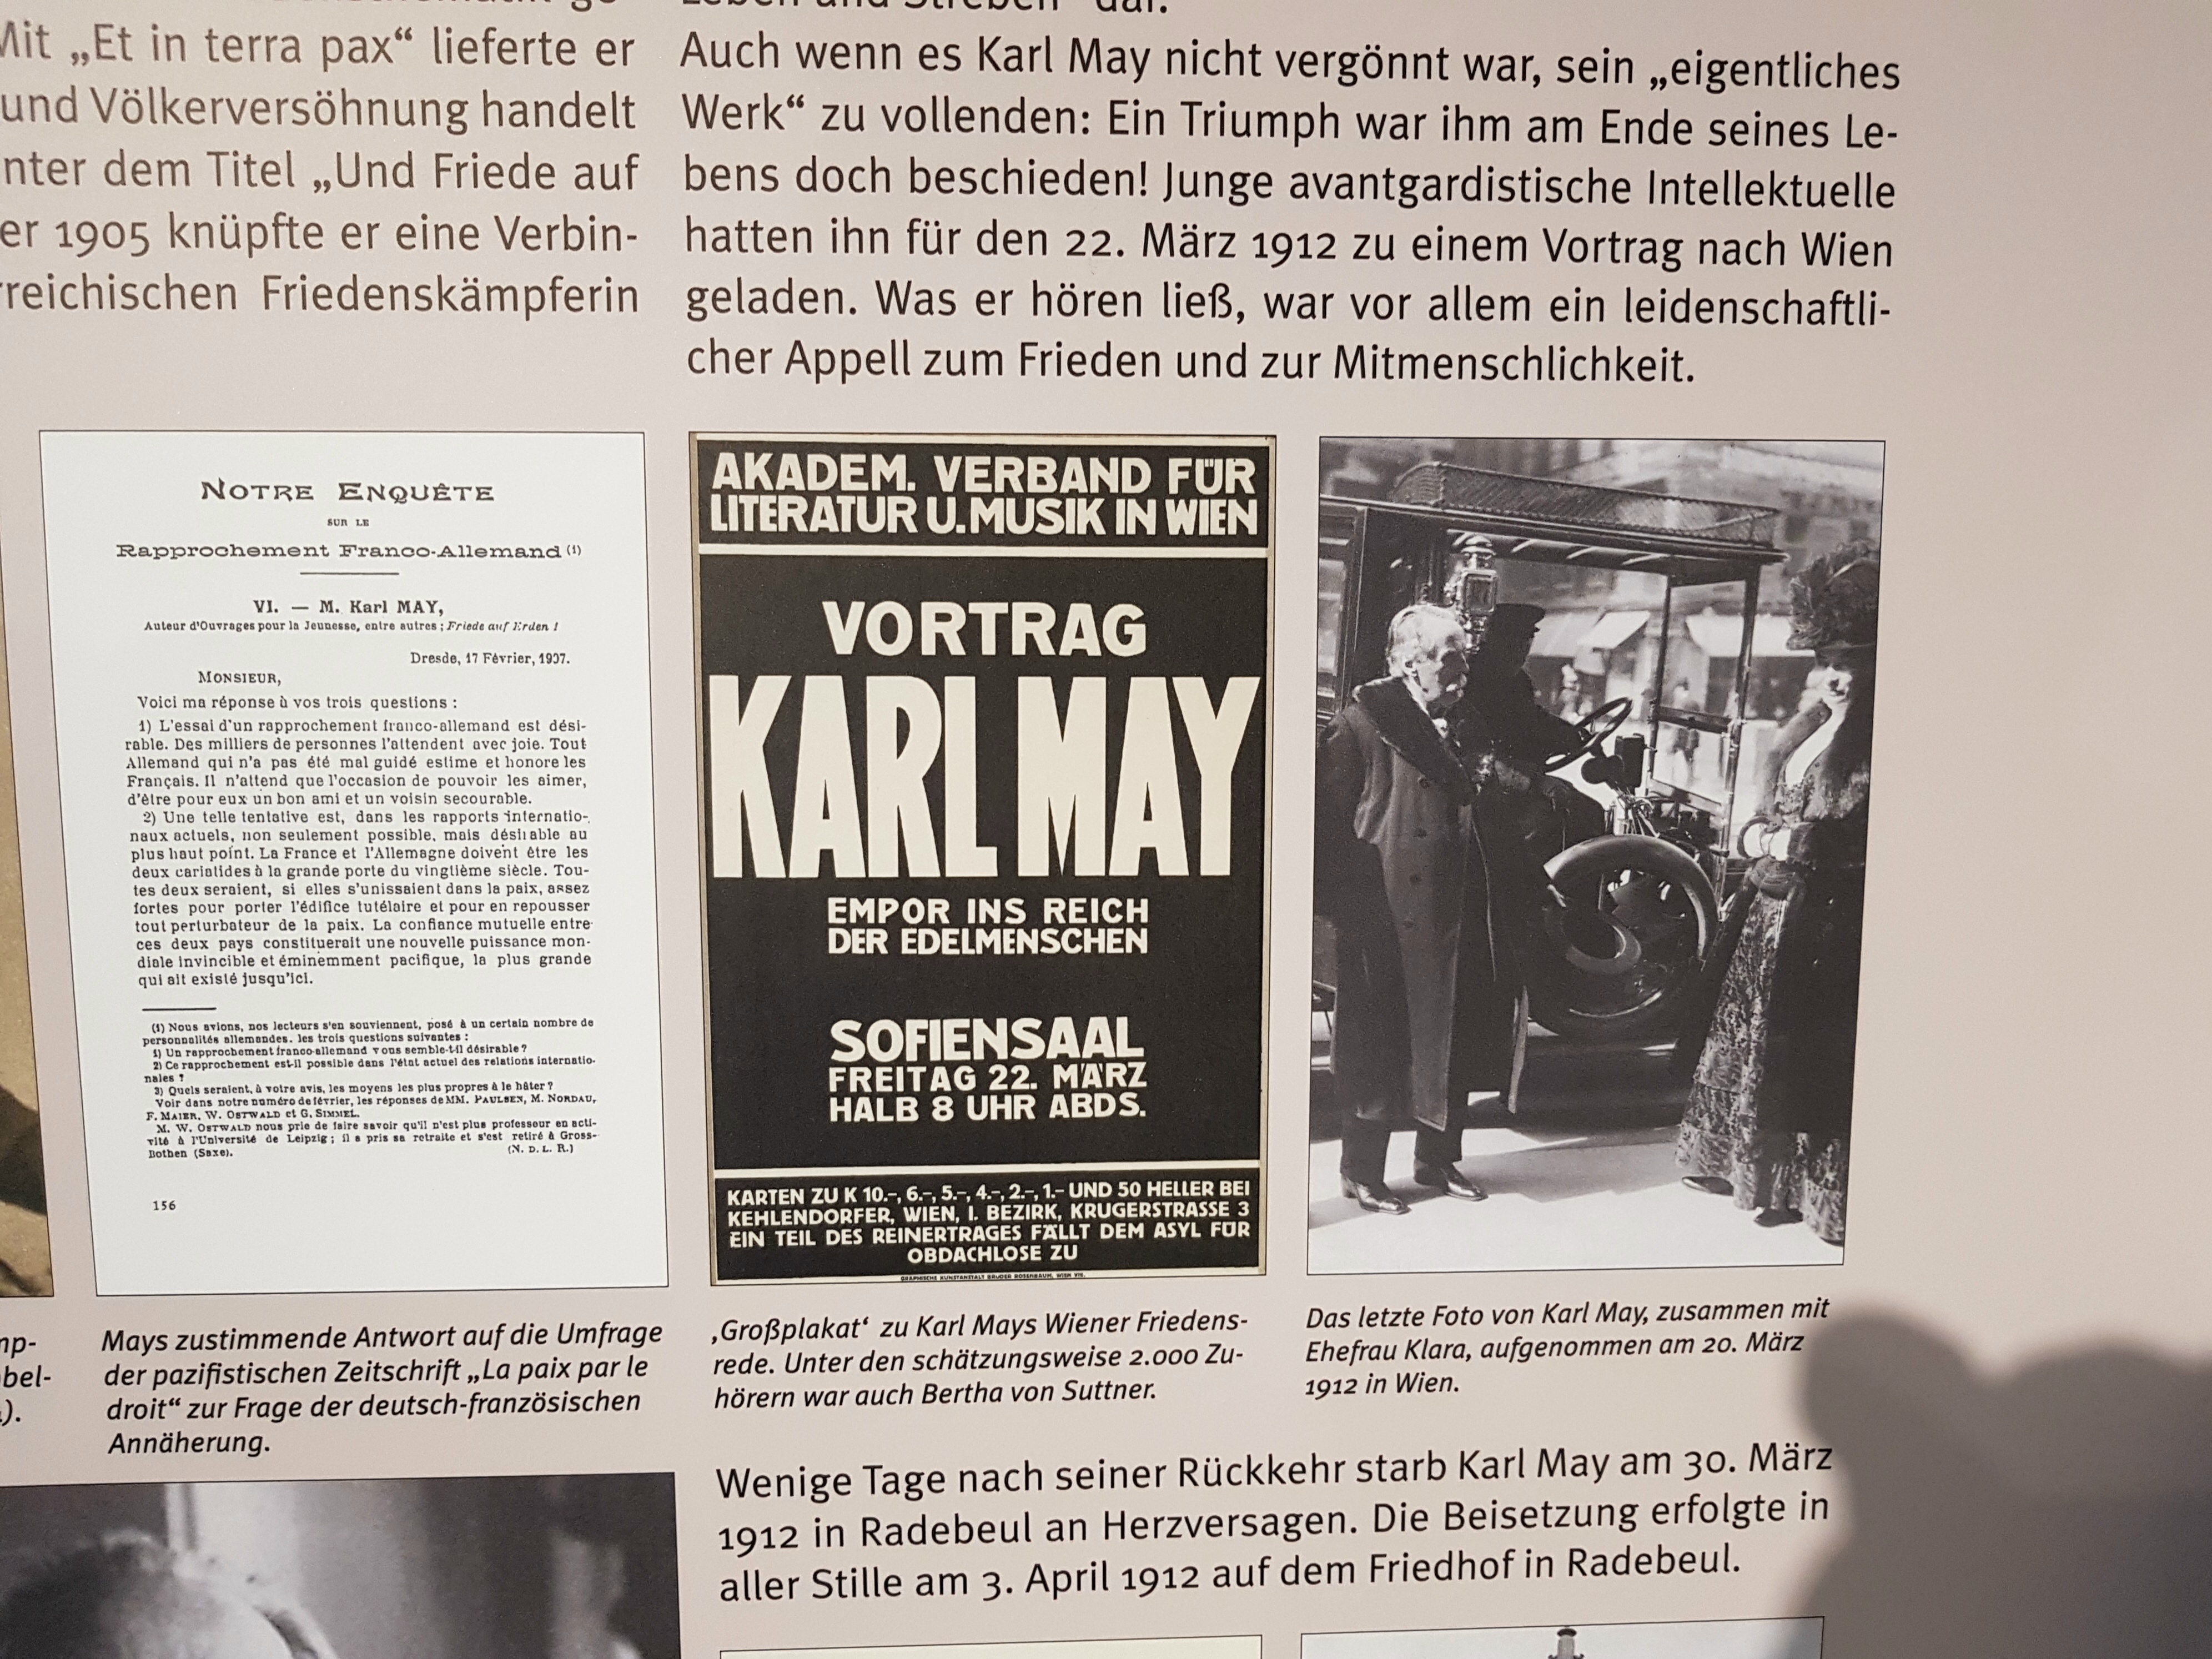 Mit „Et in terra pax“ lieferte er
und Völkerversöhnung handelt
nter dem Titel „Und Friede auf
er 1905 knüpfte er eine Verbin-
rreichischen Friedenskämpferin
Leben und Streben“ dar.
Auch wenn es Karl May nicht vergönnt war, sein „eigentliches
Werk“ zu vollenden: Ein Triumph war ihm am Ende seines Le-
bens doch beschieden! Junge avantgardistische Intellektuelle
hatten ihn für den 22. März 1912 zu einem Vortrag nach Wien
geladen. Was er hören ließ, war vor allem ein leidenschaftli-
cher Appell zum Frieden und zur Mitmenschlichkeit.
NOTRE ENQUÊTE
SUR LE
Rapprochement Franco-Allemand (1)
VI. — M. Karl MAY,
Auteur d'Ouvrages pour la Jeunesse, entre autres ; Friede auf Erden !
Dresde, 17 Février, 1907.
MONSIEUR,
Voici ma réponse à vos trois questions :
1) L'essai d'un rapprochement franco-allemand est dési-
rable. Des milliers de personnes l'attendent avec joie. Tout
Allemand qui n'a pas été mal guidé estime et honore les
Français. Il n'attend que l'occasion de pouvoir les aimer,
d'être pour eux un bon ami et un voisin secourable.
2) Une telle tentative est, dans les rapports internatio-
naux actuels, non seulement possible, mais désirable au
plus haut point. La France et l'Allemagne doivent être les
deux cariatides à la grande porte du vingtième siècle. Tou-
tes deux seraient, si elles s'unissaient dans la paix, assez
fortes pour porter l'édifice tutélaire et pour en repousser
tout perturbateur de la paix. La confiance mutuelle entre
ces deux pays constituerait une nouvelle puissance mon-
diale invincible et éminemment pacifique, la plus grande
qui ait existé jusqu'ici.
(1) Nous avions, nos lecteurs s'en souviennent, posé à un certain nombre de
personnalités allemandes, les trois questions suivantes :
1) Un rapprochement franco-allemand vous semble-t-il désirable ?
2) Ce rapprochement est-il possible dans l'état actuel des relations internatio-
nales ?
3) Quels seraient, à votre avis, les moyens les plus propres à le hâter ?
Voir dans notre numéro de février, les réponses de MM. PAULSEN, M. NORDAU,
F. MAIER, W. OSTWALD et G. SIMMEL.
M. W. OSTWALD nous prie de faire savoir qu'il n'est plus professeur en acti-
vité à l'Université de Leipzig ; il a pris sa retraite et s'est retiré à Gross-
Bothen (Saxe). (N. D. L. R.)
156
AKADEM. VERBAND FÜR
LITERATUR U. MUSIK IN WIEN
VORTRAG
KARL MAY
EMPOR INS REICH
DER EDELMENSCHEN
SOFIENSAAL
FREITAG 22. MÄRZ
HALB 8 UHR ABDS.
KARTEN ZU K 10.-, 6.-, 5.-, 4.-, 2.-, 1.- UND 50 HELLER BEI
KEHLENDORFER, WIEN, I. BEZIRK, KRUGERSTRASSE 3
EIN TEIL DES REINERTRAGES FÄLLT DEM ASYL FÜR
OBDACHLOSE ZU
GRAPHISCHE KUNSTANSTALT BRÜDER ROSENBAUM, WIEN VII.
mp-
bel-
).
Mays zustimmende Antwort auf die Umfrage
der pazifistischen Zeitschrift „La paix par le
droit“ zur Frage der deutsch-französischen
Annäherung.
‚Großplakat‘ zu Karl Mays Wiener Friedens-
rede. Unter den schätzungsweise 2.000 Zu-
hörern war auch Bertha von Suttner.
Das letzte Foto von Karl May, zusammen mit
Ehefrau Klara, aufgenommen am 20. März
1912 in Wien.
Wenige Tage nach seiner Rückkehr starb Karl May am 30. März
1912 in Radebeul an Herzversagen. Die Beisetzung erfolgte in
aller Stille am 3. April 1912 auf dem Friedhof in Radebeul.